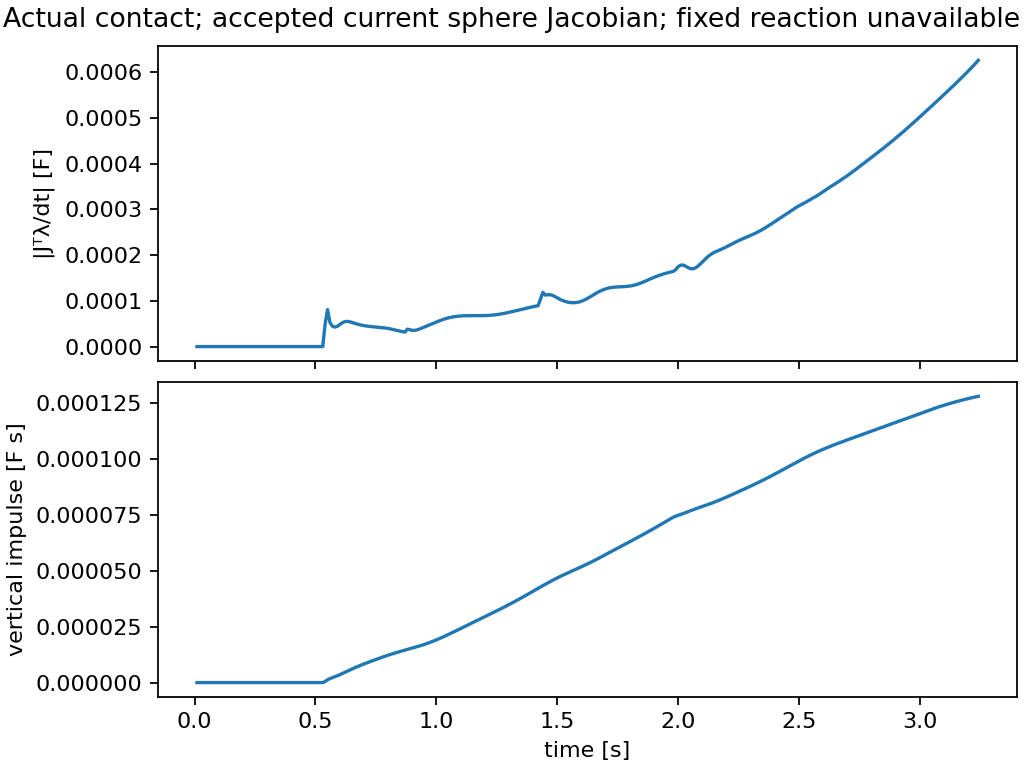 Actual contact; accepted current sphere Jacobian; fixed reaction unavailable
|Jᵀλ/dt| [F]
0.0006
0.0005
0.0004
0.0003
0.0002
0.0001
0.0000
vertical impulse [F s]
0.000125
0.000100
0.000075
0.000050
0.000025
0.000000
0.0 0.5 1.0 1.5 2.0 2.5 3.0
time [s]